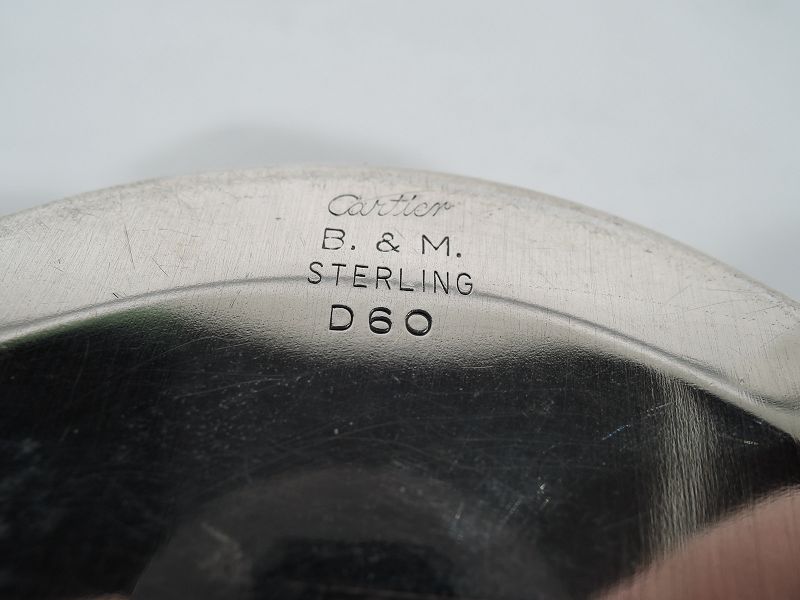 Cartier
B. & M.
STERLING
D60